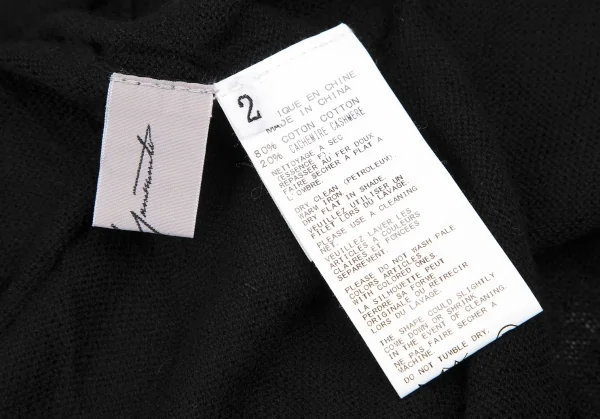 Yamamoto
2
IQUE EN CHINE
MADE IN CHINA
80% COTON COTTON
20% CACHEMIRE CASHMERE
NETTOYAGE A SEC
(ESSENCE F).
REPASSER AU FER DOUX
FAIRE SECHER A PLAT A
L'OMBRE.
DRY CLEAN (PETROLEUM).
WARM IRON.
DRY FLAT IN SHADE.
VEUILLEZ UTILISER UN
FILET LORS DU LAVAGE.
PLEASE USE A CLEANING
NET.
VEUILLEZ LAVER LES
ARTICLES A COULEURS
CLAIRES ET FONCEES
SEPAREMENT.
PLEASE DO NOT WASH PALE
COLORS ARTICLES
WITH COLORED ONES.
LA SILHOUETTE PEUT
PERDRE SA FORME
ORIGINALE OU RETRECIR
LORS DU LAVAGE.
THE SHAPE COULD SLIGHTLY
COME DOWN OR SHRINK
IN THE EVENT OF CLEANING.
NE PAS FAIRE SECHER A
MACHINE.
DO NOT TUMBLE DRY.